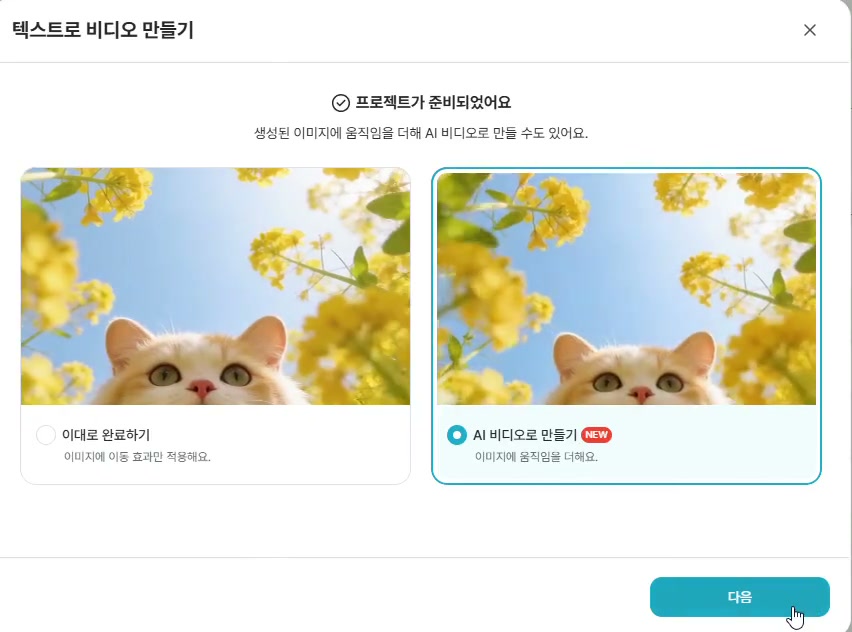 텍스트로 비디오 만들기
프로젝트가 준비되었어요
생성된 이미지에 움직임을 더해 AI 비디오로 만들 수도 있어요.
이대로 완료하기
이미지에 이동 효과만 적용해요.
AI 비디오로 만들기 NEW
이미지에 움직임을 더해요.
다음